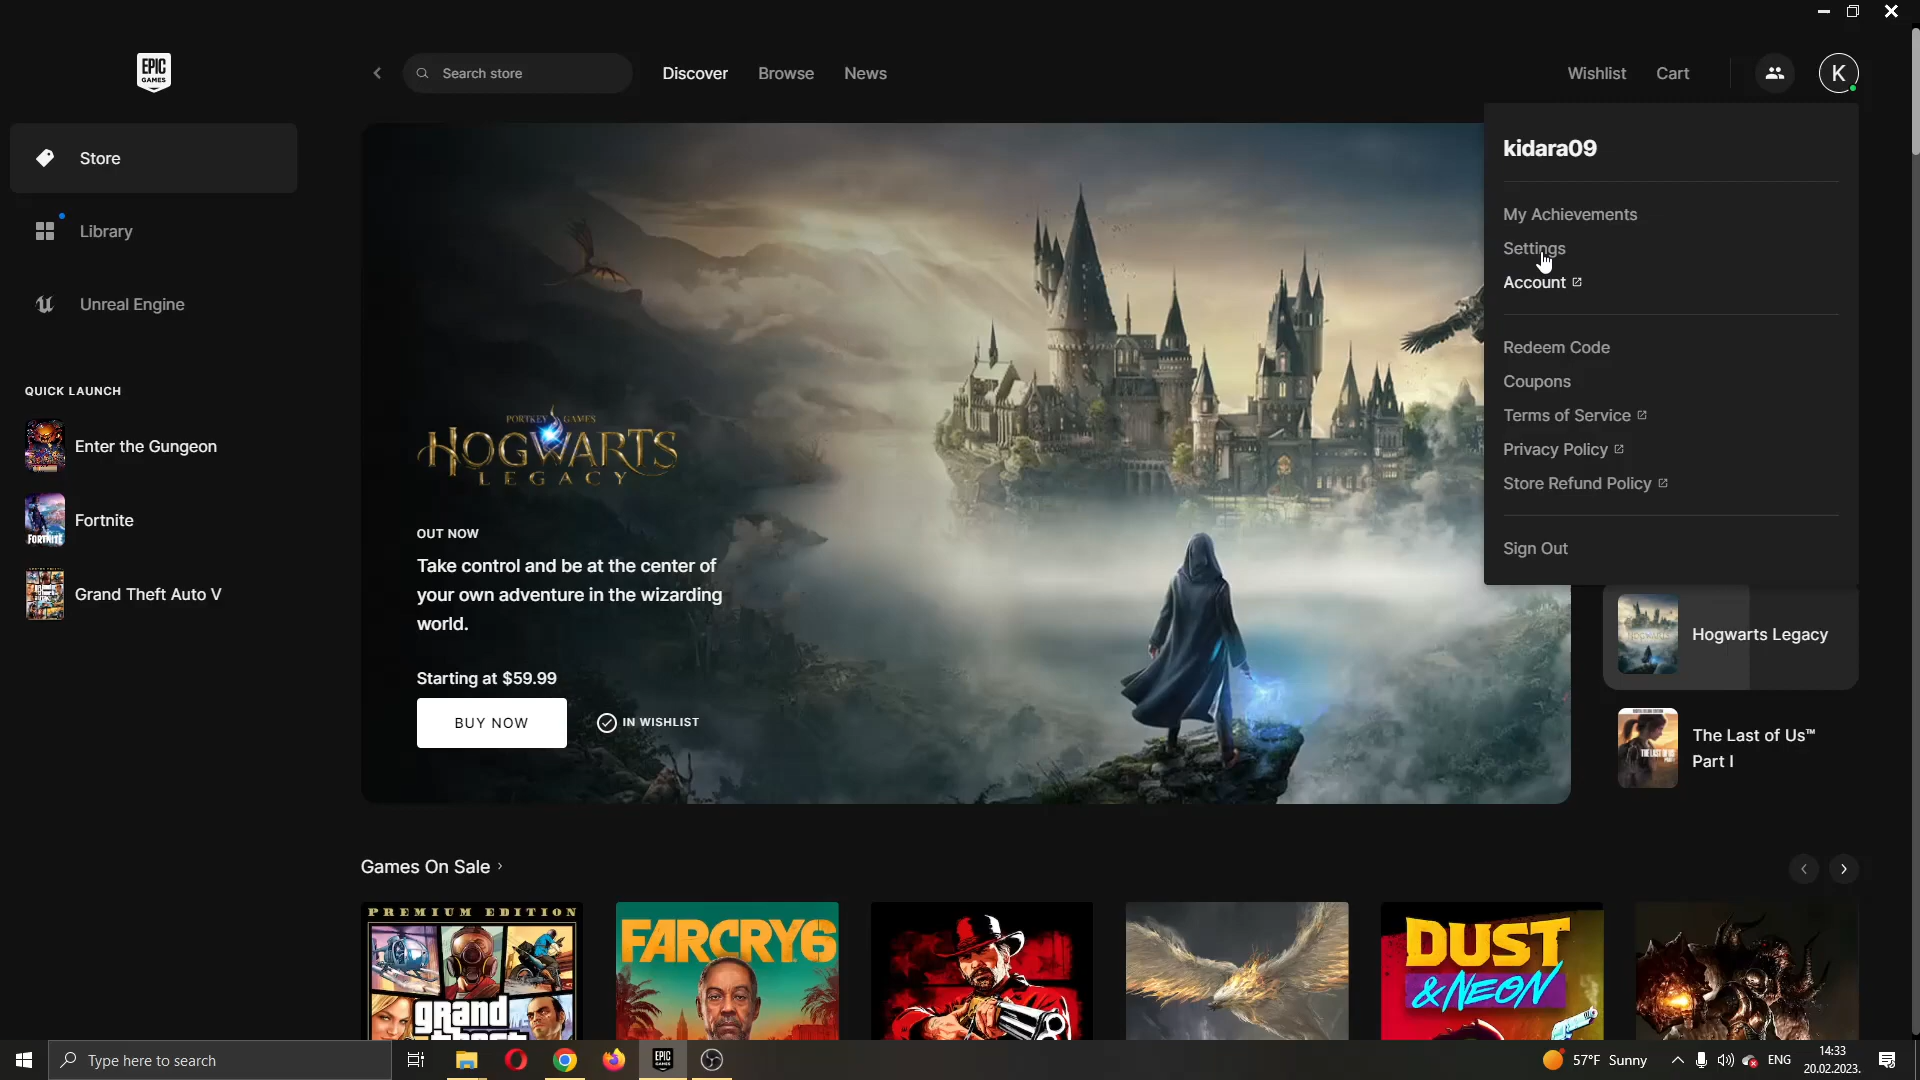 EPIC
GAMES
Search store
Discover
Browse
News
Wishlist
Cart
K
Store
Library
Unreal Engine
QUICK LAUNCH
Enter the Gungeon
FORTNITE
Fortnite
Grand Theft Auto V
PORTKEY GAMES
HOGWARTS
LEGACY
OUT NOW
Take control and be at the center of
your own adventure in the wizarding
world.
Starting at $59.99
BUY NOW
IN WISHLIST
kidara09
My Achievements
Settings
Account
Redeem Code
Coupons
Terms of Service
Privacy Policy
Store Refund Policy
Sign Out
Hogwarts Legacy
The Last of Us™
Part I
Games On Sale
PREMIUM EDITION
grand
FARCRY6
DUST
& NEON
Type here to search
EPIC
GAMES
57°F Sunny
ENG
14:33
20.02.2023.